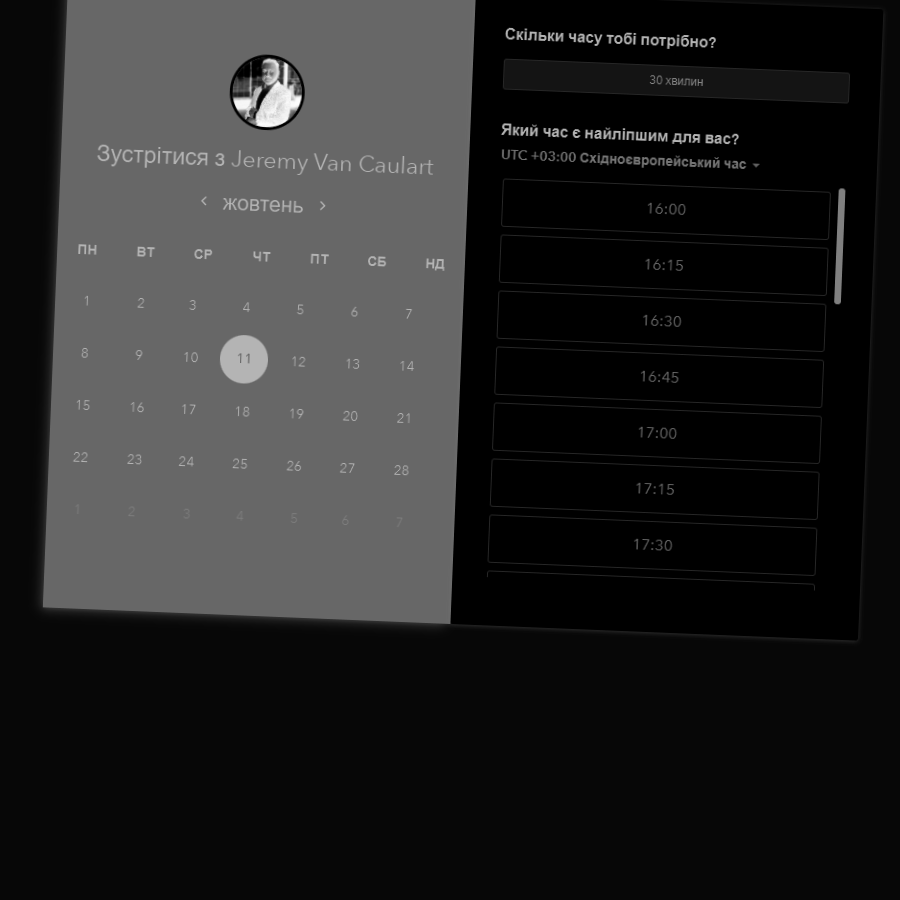 Зустрітися з Jeremy Van Caulart
жовтень
ПН ВТ СР ЧТ ПТ СБ НД
1 2 3 4 5 6 7
8 9 10 11 12 13 14
15 16 17 18 19 20 21
22 23 24 25 26 27 28
1 2 3 4 5 6 7
Скільки часу тобі потрібно?
30 хвилин
Який час є найліпшим для вас?
UTC +03:00 Східноєвропейський час
16:00
16:15
16:30
16:45
17:00
17:15
17:30